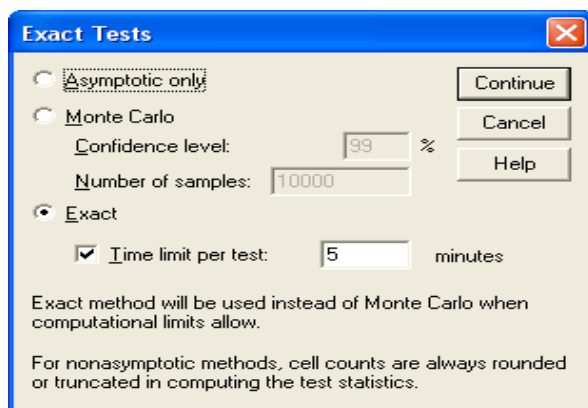 Exact Tests
Asymptotic only
Continue
Monte Carlo
Cancel
Confidence level: 99 %
Help
Number of samples: 10000
Exact
Time limit per test: 5 minutes
Exact method will be used instead of Monte Carlo when
computational limits allow.
For nonasymptotic methods, cell counts are always rounded
or truncated in computing the test statistics.